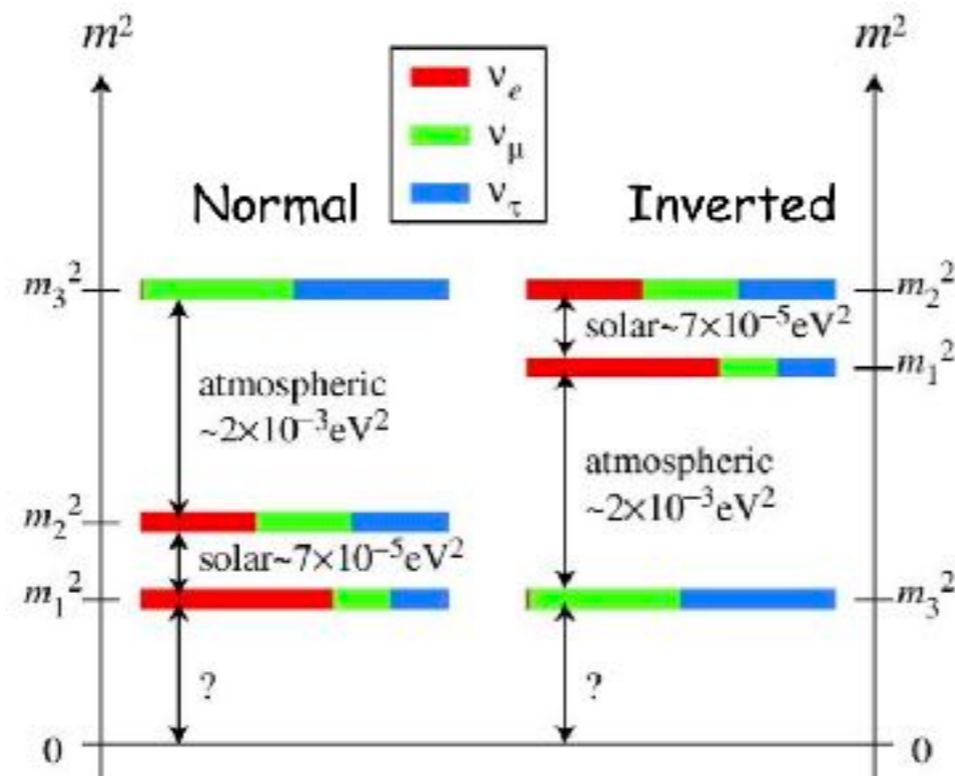 m² m²
ν_e
ν_μ
ν_τ
Normal Inverted
m₃² m₂²
solar~7×10⁻⁵eV²
m₁²
atmospheric
~2×10⁻³eV²
atmospheric
~2×10⁻³eV²
m₂²
solar~7×10⁻⁵eV²
m₁² m₃²
? ?
0 0